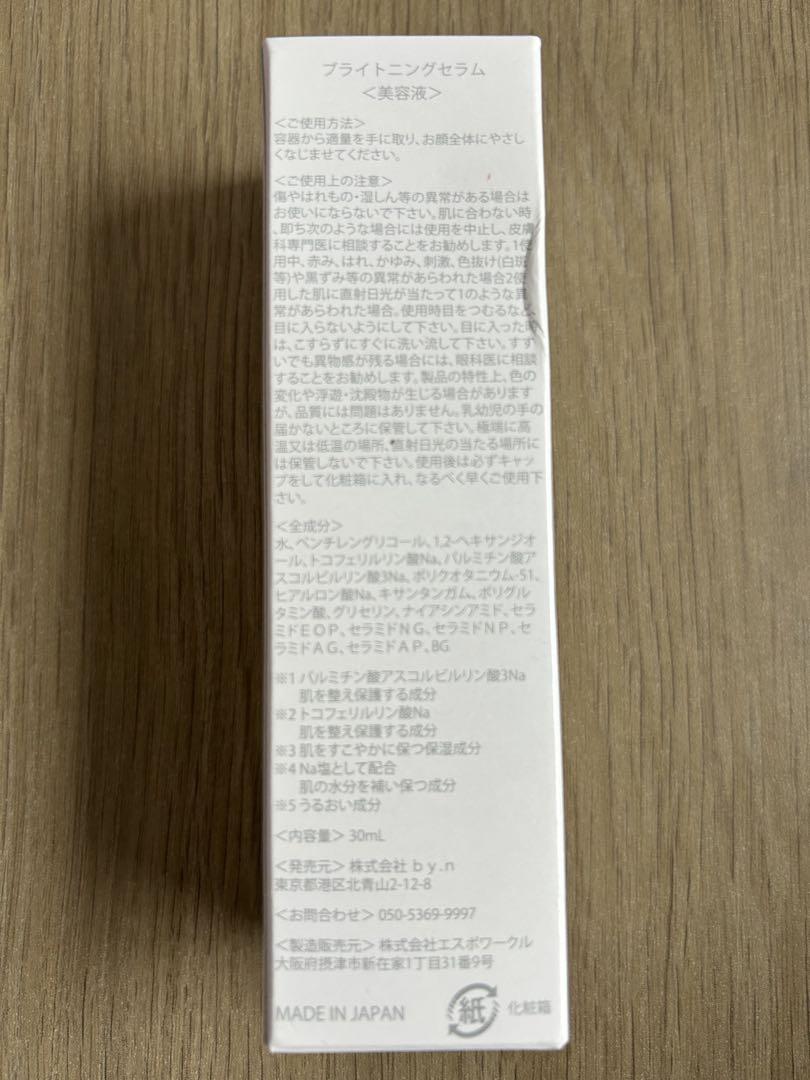 ブライトニングセラム
＜美容液＞
＜ご使用方法＞
容器から適量を手に取り、お顔全体にやさし
くなじませてください。
＜ご使用上の注意＞
傷やはれもの・湿しん等の異常がある場合は
お使いにならないで下さい。肌に合わない時、
即ち次のような場合には使用を中止し、皮膚
科専門医に相談することをお勧めします。1使
用中、赤み、はれ、かゆみ、刺激、色抜け(白斑
等)や黒ずみ等の異常があらわれた場合2使
用した肌に直射日光が当たって1のような異
常があらわれた場合。使用時目をつむるなど、
目に入らないようにして下さい。目に入った時
は、こすらずにすぐに洗い流して下さい。すす
いでも異物感が残る場合には、眼科医に相談
することをお勧めします。製品の特性上、色の
変化や浮遊・沈殿物が生じる場合があります
が、品質には問題はありません。乳幼児の手の
届かないところに保管して下さい。極端に高
温又は低温の場所、直射日光の当たる場所に
は保管しないで下さい。使用後は必ずキャッ
プをして化粧箱に入れ、なるべく早くご使用下
さい。
＜全成分＞
水、ペンチレングリコール、1,2-ヘキサンジオ
ール、トコフェリルリン酸Na、パルミチン酸ア
スコルビルリン酸3Na、ポリクオタニウム-51、
ヒアルロン酸Na、キサンタンガム、ポリグル
タミン酸、グリセリン、ナイアシンアミド、セラ
ミドＥＯＰ、セラミドＮＧ、セラミドＮＰ、セ
ラミドＡＧ、セラミドＡＰ、BG
※1 パルミチン酸アスコルビルリン酸3Na
肌を整え保護する成分
※2 トコフェリルリン酸Na
肌を整え保護する成分
※3 肌をすこやかに保つ保湿成分
※4 Na塩として配合
肌の水分を補い保つ成分
※5 うるおい成分
＜内容量＞ 30mL
＜発売元＞ 株式会社 ｂｙ.ｎ
東京都港区北青山2-12-8
＜お問合わせ＞ 050-5369-9997
＜製造販売元＞ 株式会社エスポワークル
大阪府摂津市新在家1丁目31番9号
MADE IN JAPAN 紙 化粧箱